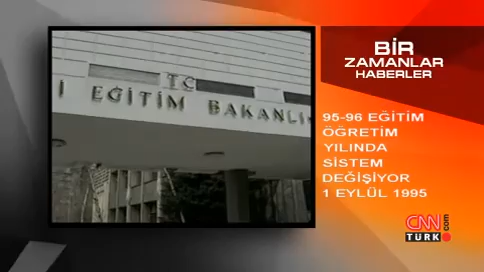 BİR
ZAMANLAR
HABERLER
T.C.
İ EĞİTİM BAKANLI
95-96 EĞİTİM
ÖĞRETİM
YILINDA
SİSTEM
DEĞİŞİYOR
1 EYLÜL 1995
CNN
TÜRK
.com